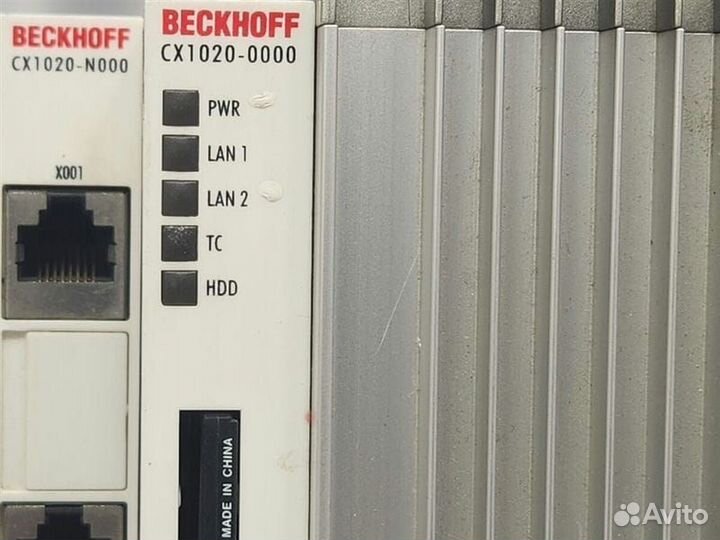 BECKHOFF
CX1020-N000
X001
BECKHOFF
CX1020-0000
PWR
LAN 1
LAN 2
TC
HDD
MADE IN CHINA
Avito